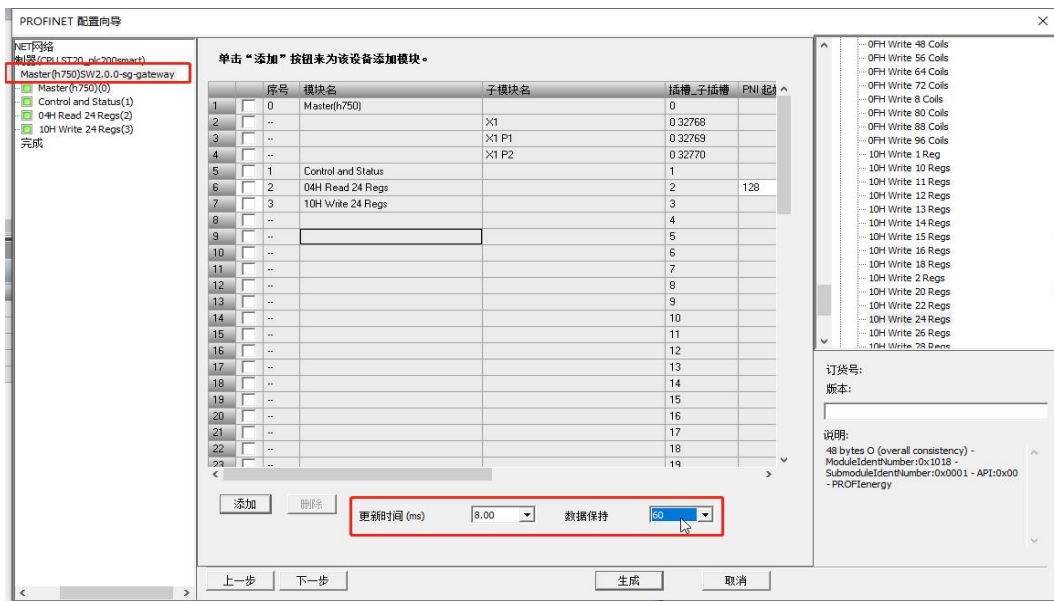 PROFINET 配置向导
NET网络
制器(CPU ST20_plc200smart)
Master(h750)SW2.0.0-sg-gateway
Master(h750)(0)
Control and Status(1)
04H Read 24 Regs(2)
10H Write 24 Regs(3)
完成
单击“添加”按钮来为该设备添加模块。
序号 模块名 子模块名 插槽_子插槽 PNI 起始
1 0 Master(h750) 0
2 -- X1 0 32768
3 -- X1 P1 0 32769
4 -- X1 P2 0 32770
5 1 Control and Status 1
6 2 04H Read 24 Regs 2 128
7 3 10H Write 24 Regs 3
8 -- 4
9 -- 5
10 -- 6
11 -- 7
12 -- 8
13 -- 9
14 -- 10
15 -- 11
16 -- 12
17 -- 13
18 -- 14
19 -- 15
20 -- 16
21 -- 17
22 -- 18
23 -- 19
添加 删除
更新时间 (ms) 8.00 数据保持 60
上一步 下一步 生成 取消
0FH Write 48 Coils
0FH Write 56 Coils
0FH Write 64 Coils
0FH Write 72 Coils
0FH Write 8 Coils
0FH Write 80 Coils
0FH Write 88 Coils
0FH Write 96 Coils
10H Write 1 Reg
10H Write 10 Regs
10H Write 11 Regs
10H Write 12 Regs
10H Write 13 Regs
10H Write 14 Regs
10H Write 15 Regs
10H Write 16 Regs
10H Write 18 Regs
10H Write 2 Regs
10H Write 20 Regs
10H Write 22 Regs
10H Write 24 Regs
10H Write 26 Regs
10H Write 28 Regs
订货号:
版本:
说明:
48 bytes O (overall consistency) -
ModuleIdentNumber:0x1018 -
SubmoduleIdentNumber:0x0001 - API:0x00
- PROFIenergy